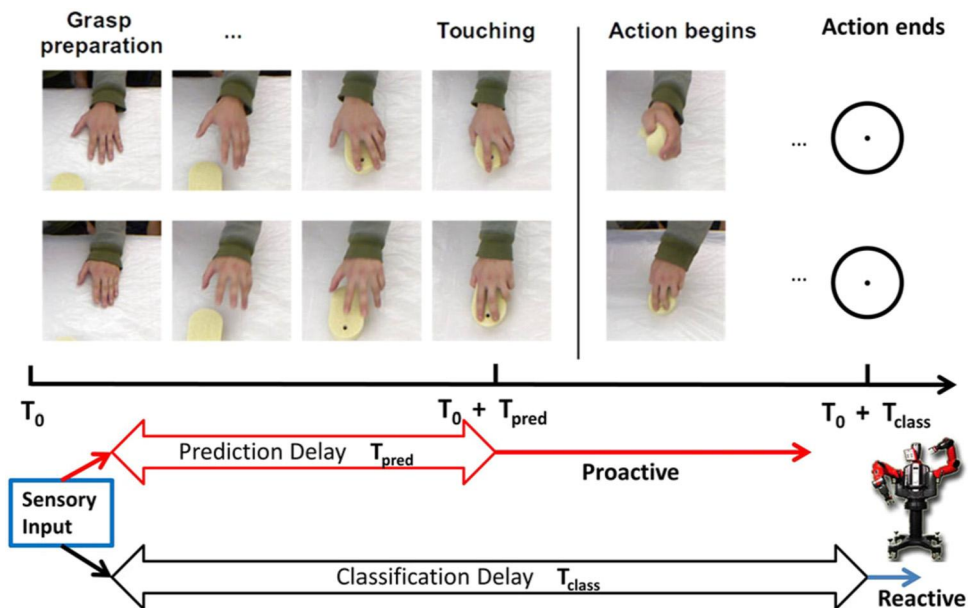 Grasp
preparation
...
Touching
Action begins
Action ends
...
...
T0
T0 + Tpred
T0 + Tclass
Prediction Delay Tpred
Proactive
Sensory
Input
Classification Delay Tclass
Reactive